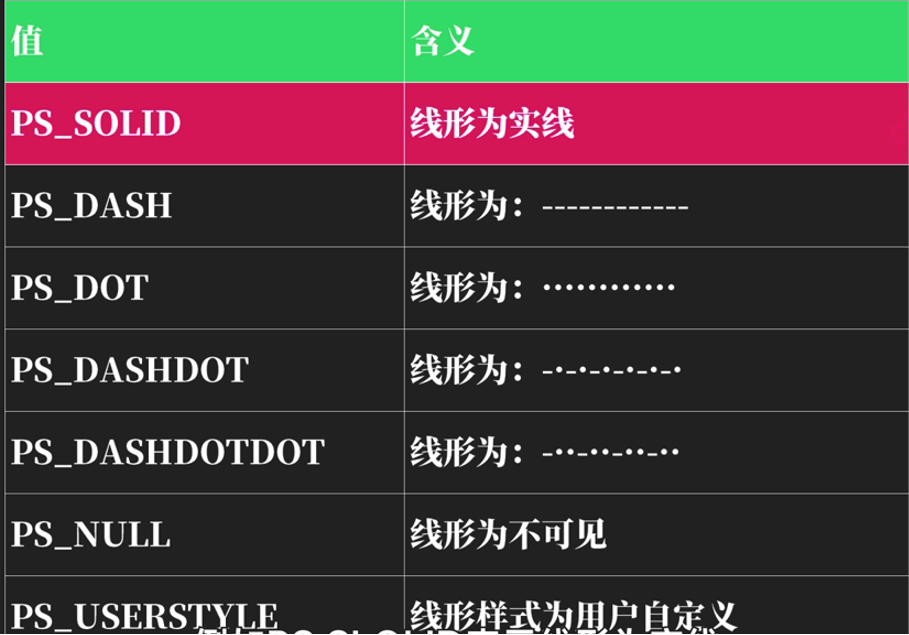 值 含义
PS_SOLID 线形为实线
PS_DASH 线形为：------------
PS_DOT 线形为：············
PS_DASHDOT 线形为：-·-·-·-·-·-·
PS_DASHDOTDOT 线形为：-··-··-··-··
PS_NULL 线形为不可见
PS_USERSTYLE 线形样式为用户自定义